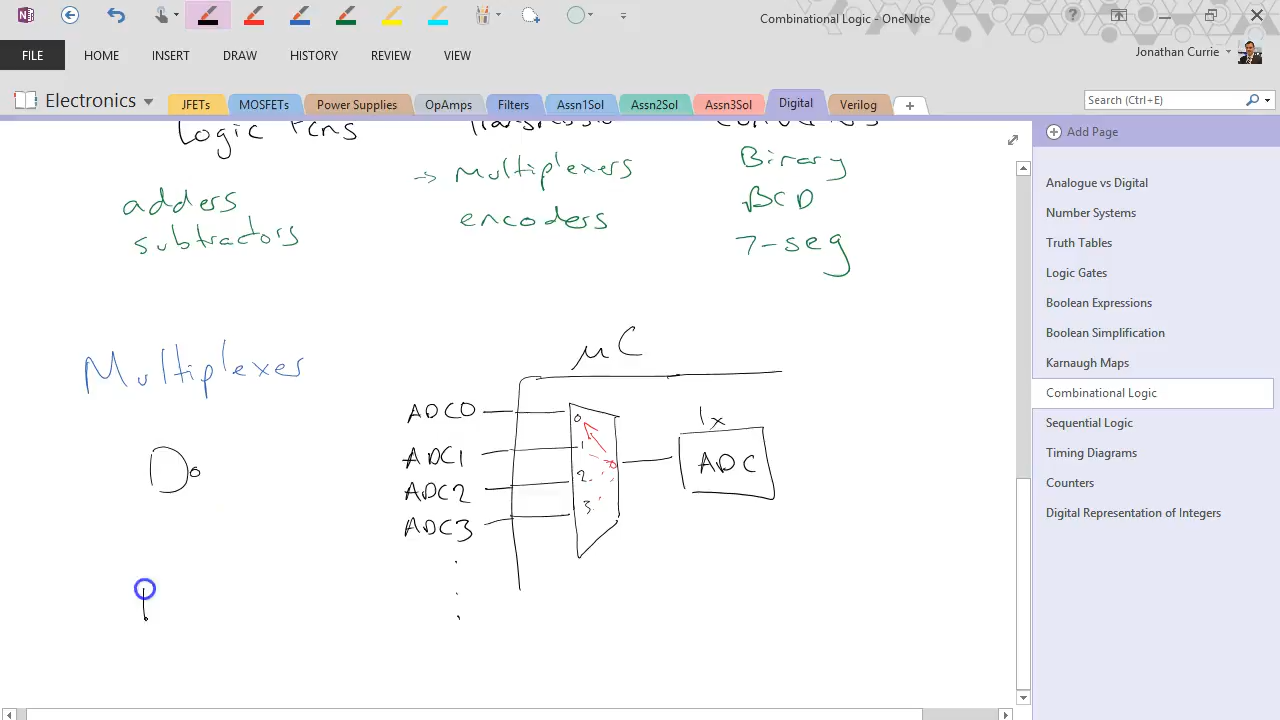 Combinational Logic - OneNote
?
Jonathan Currie
FILE HOME INSERT DRAW HISTORY REVIEW VIEW
Electronics
JFETs MOSFETs Power Supplies OpAmps Filters Assn1Sol Assn2Sol Assn3Sol Digital Verilog +
Search (Ctrl+E)
Add Page
Analogue vs Digital
Number Systems
Truth Tables
Logic Gates
Boolean Expressions
Boolean Simplification
Karnaugh Maps
Combinational Logic
Sequential Logic
Timing Diagrams
Counters
Digital Representation of Integers
Logic
adders
subtractors
→ Multiplexers
encoders
Binary
BCD
7-seg
Multiplexer
μC
ADC0
ADC1
ADC2
ADC3
0
1
2
3
1x
ADC
D0